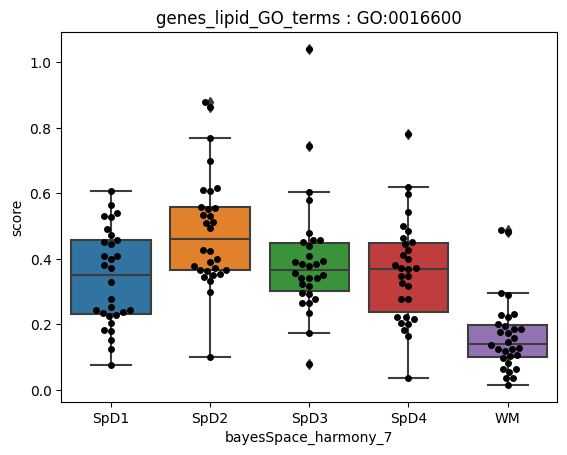 genes_lipid_GO_terms : GO:0016600
score
1.0
0.8
0.6
0.4
0.2
0.0
SpD1 SpD2 SpD3 SpD4 WM
bayesSpace_harmony_7